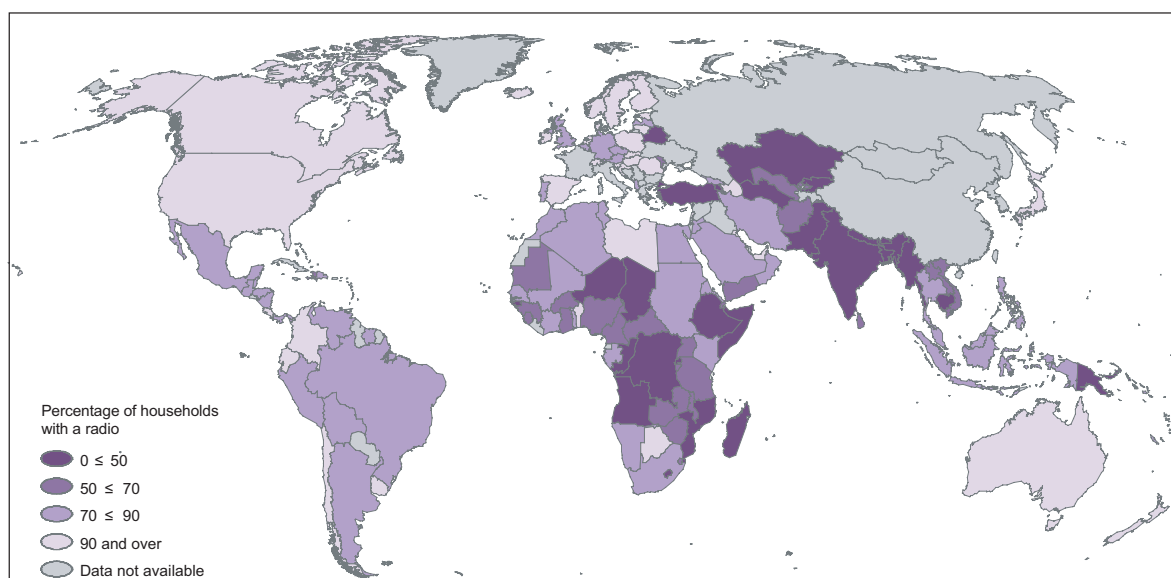 Percentage of households
with a radio
0 ≤ 50
50 ≤ 70
70 ≤ 90
90 and over
Data not available